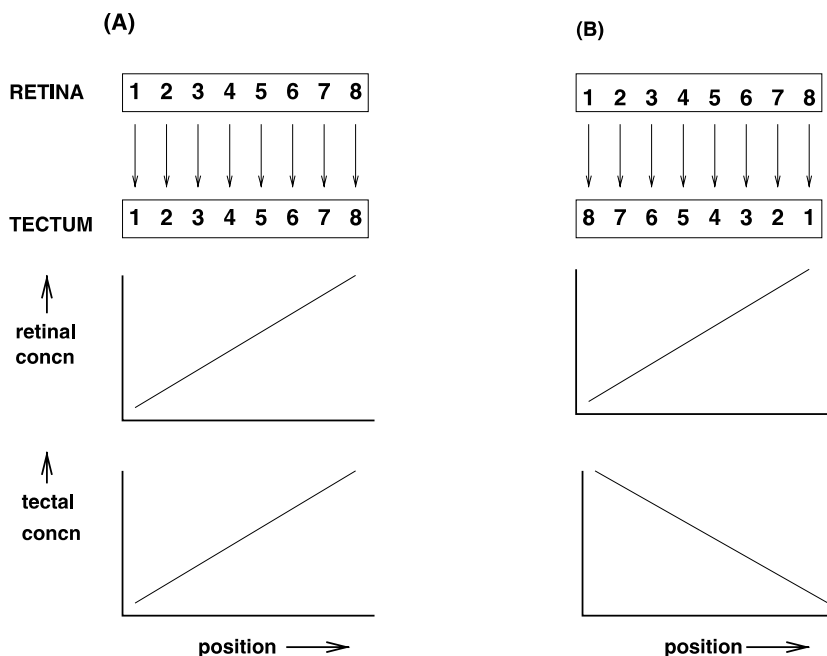 (A) (B)
RETINA 1 2 3 4 5 6 7 8 1 2 3 4 5 6 7 8
TECTUM 1 2 3 4 5 6 7 8 8 7 6 5 4 3 2 1
retinal
concn
tectal
concn
position position